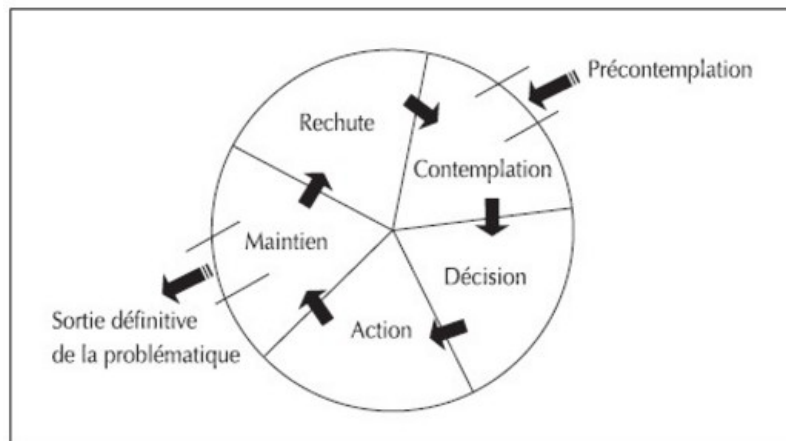 Précontemplation
Rechute
Contemplation
Maintien
Décision
Action
Sortie définitive
de la problématique